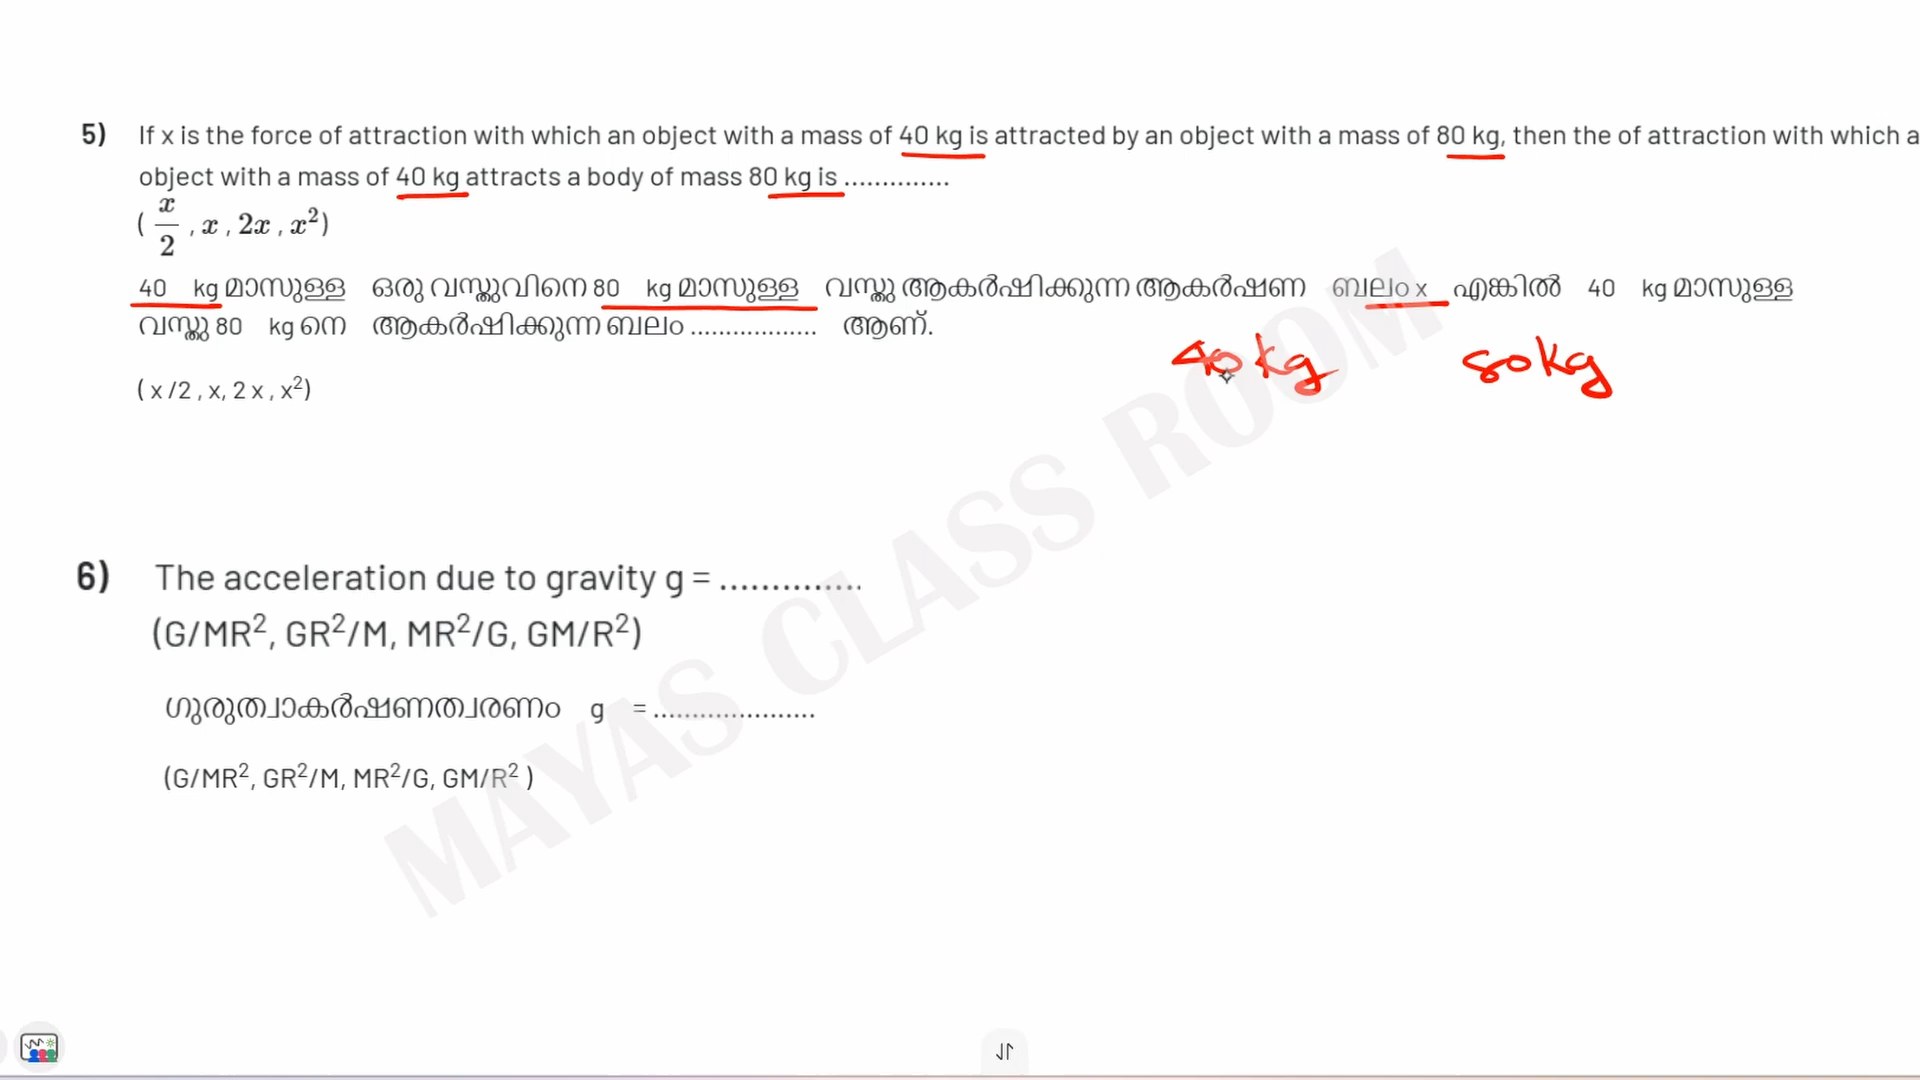 5) If x is the force of attraction with which an object with a mass of 40 kg is attracted by an object with a mass of 80 kg, then the of attraction with which a
object with a mass of 40 kg attracts a body of mass 80 kg is ..............
( x/2 , x , 2x , x² )
40 kg മാസുള്ള ഒരു വസ്തുവിനെ 80 kg മാസുള്ള വസ്തു ആകർഷിക്കുന്ന ആകർഷണ ബലം x എങ്കിൽ 40 kg മാസുള്ള
വസ്തു 80 kg നെ ആകർഷിക്കുന്ന ബലം .................. ആണ്.
40 kg 80 kg
( x /2 , x, 2 x , x²)
6) The acceleration due to gravity g = ..............
(G/MR², GR²/M, MR²/G, GM/R²)
ഗുരുത്വാകർഷണത്വരണം g = .....................
(G/MR², GR²/M, MR²/G, GM/R² )
MAYAS CLASS ROOM